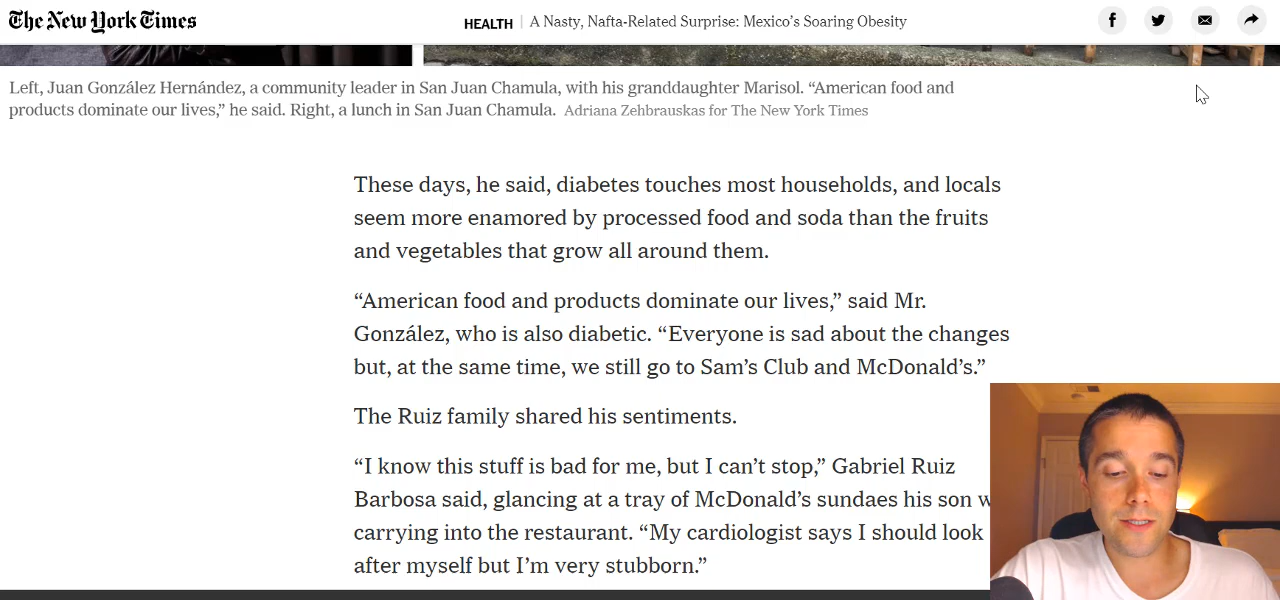 The New York Times
HEALTH | A Nasty, Nafta-Related Surprise: Mexico’s Soaring Obesity
Left, Juan González Hernández, a community leader in San Juan Chamula, with his granddaughter Marisol. “American food and
products dominate our lives,” he said. Right, a lunch in San Juan Chamula. Adriana Zehbrauskas for The New York Times
These days, he said, diabetes touches most households, and locals
seem more enamored by processed food and soda than the fruits
and vegetables that grow all around them.
“American food and products dominate our lives,” said Mr.
González, who is also diabetic. “Everyone is sad about the changes
but, at the same time, we still go to Sam’s Club and McDonald’s.”
The Ruiz family shared his sentiments.
“I know this stuff is bad for me, but I can’t stop,” Gabriel Ruiz
Barbosa said, glancing at a tray of McDonald’s sundaes his son
carrying into the restaurant. “My cardiologist says I should look
after myself but I’m very stubborn.”